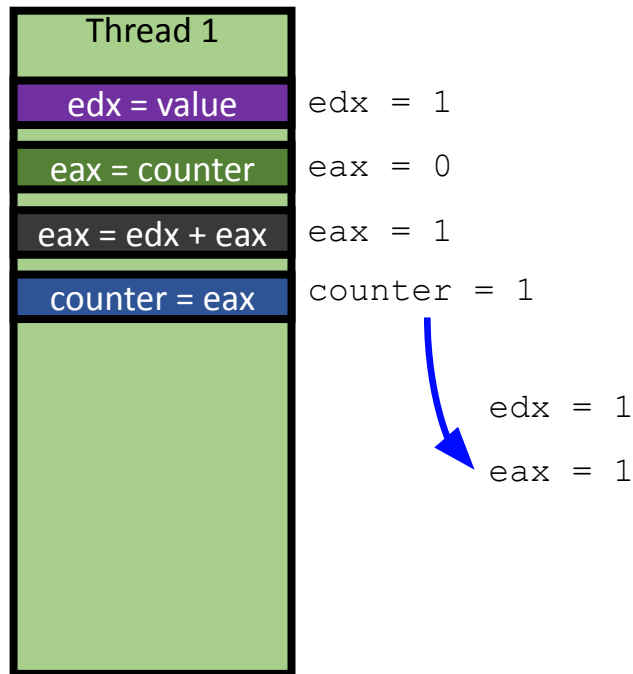 Thread 1
edx = value
edx = 1
eax = counter
eax = 0
eax = edx + eax
eax = 1
counter = eax
counter = 1
edx = 1
eax = 1